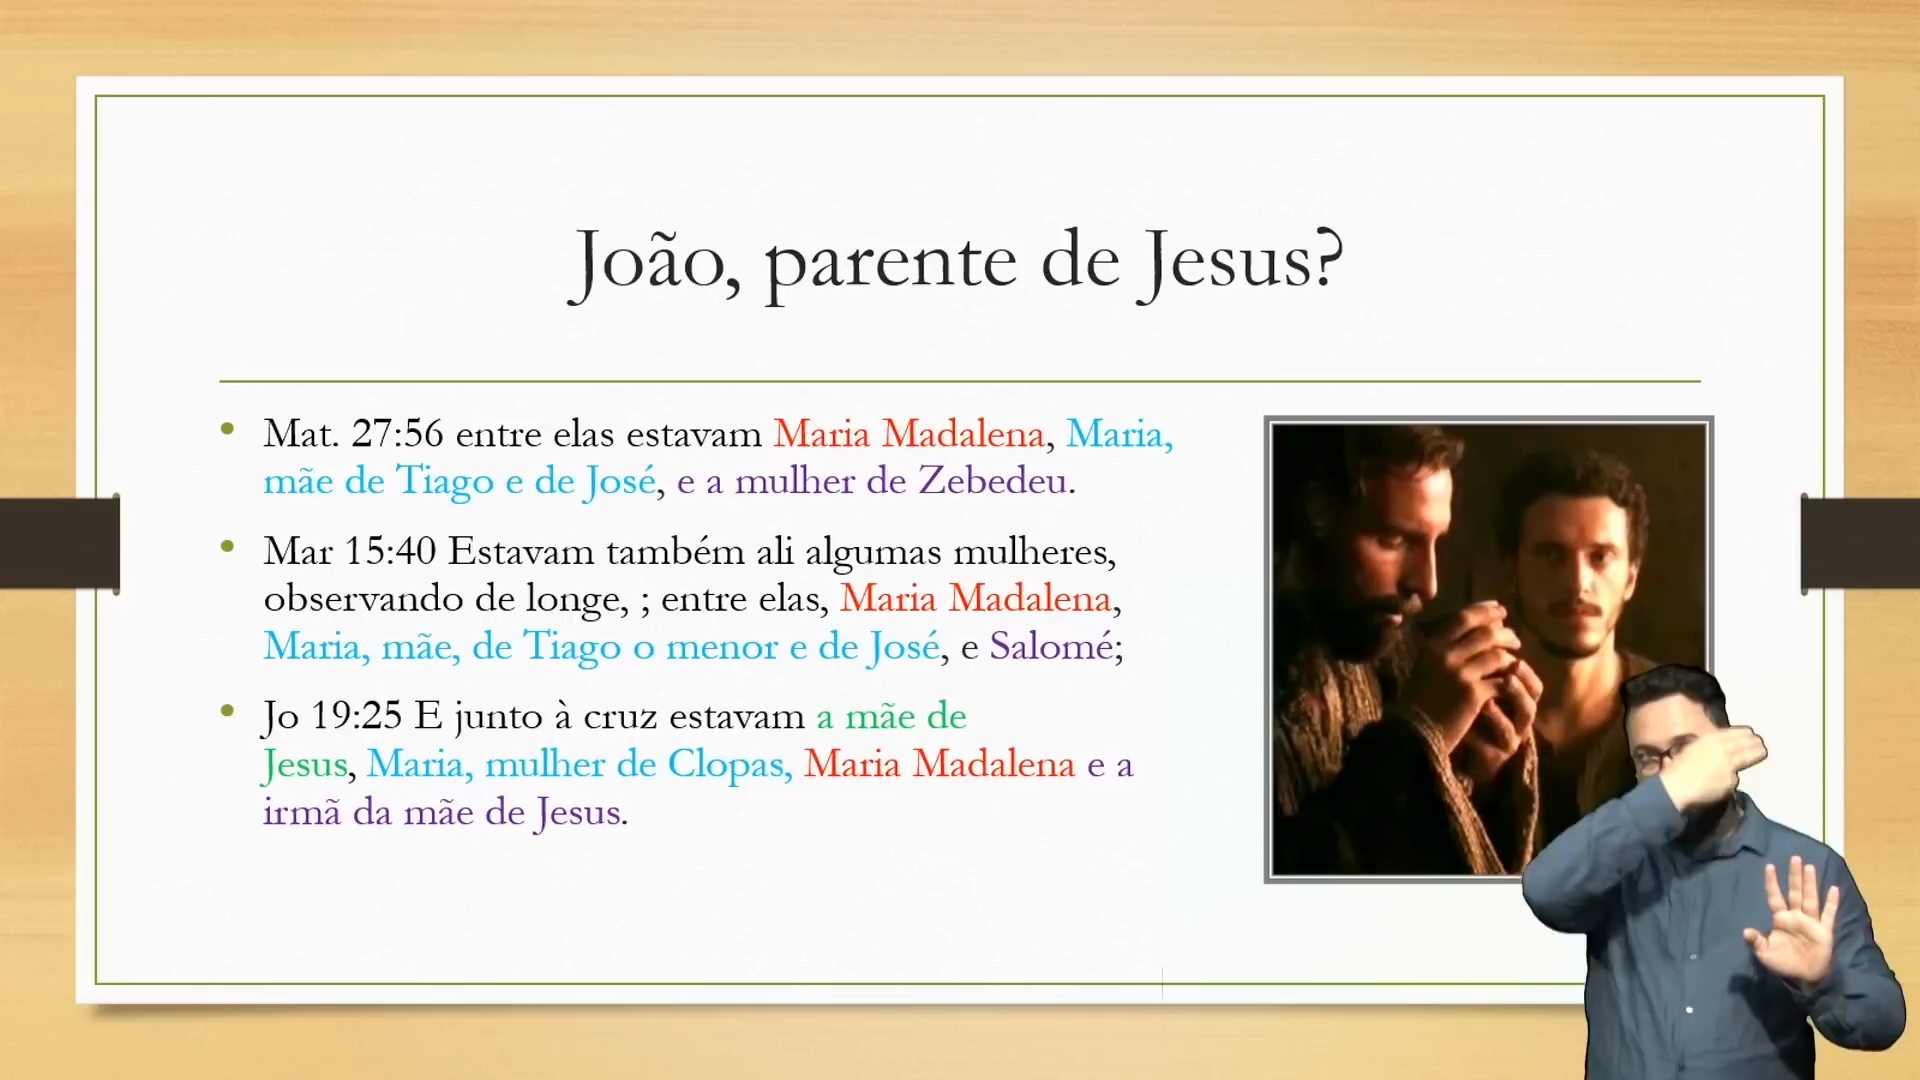 João, parente de Jesus?
• Mat. 27:56 entre elas estavam Maria Madalena, Maria,
mãe de Tiago e de José, e a mulher de Zebedeu.
• Mar 15:40 Estavam também ali algumas mulheres,
observando de longe, ; entre elas, Maria Madalena,
Maria, mãe, de Tiago o menor e de José, e Salomé;
• Jo 19:25 E junto à cruz estavam a mãe de
Jesus, Maria, mulher de Clopas, Maria Madalena e a
irmã da mãe de Jesus.